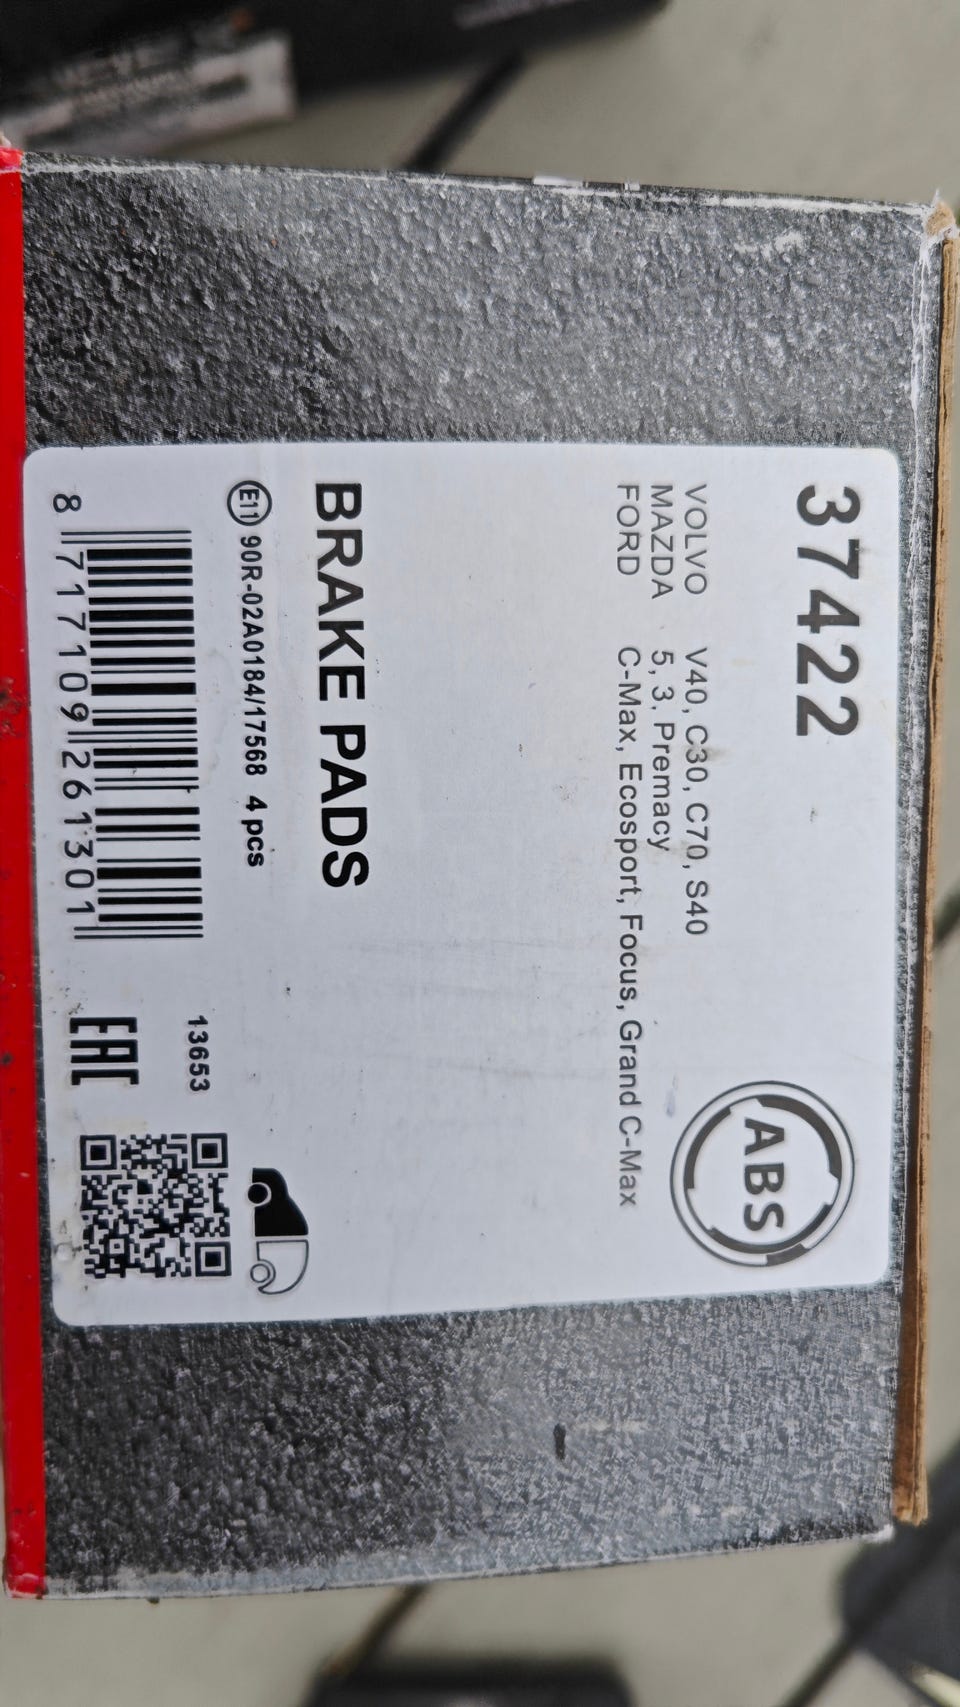 37422
ABS
VOLVO V40, C30, C70, S40
MAZDA 5, 3, Premacy
FORD C-Max, Ecosport, Focus, Grand C-Max
BRAKE PADS
E11 90R-02A0184/17568 4 pcs
13653
8 717109 261301
EAC